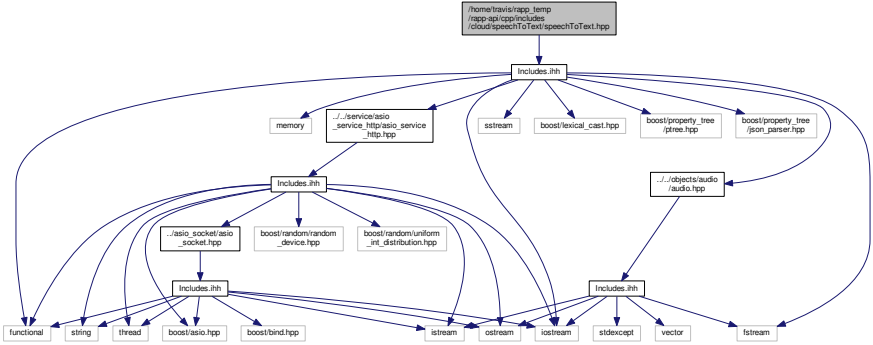 /home/travis/rapp_temp
/rapp-api/cpp/includes
/cloud/speechToText/speechToText.hpp
Includes.ihh
memory
../../service/asio
_service_http/asio_service
_http.hpp
sstream
boost/lexical_cast.hpp
boost/property_tree
/ptree.hpp
boost/property_tree
/json_parser.hpp
Includes.ihh
../../objects/audio
/audio.hpp
../asio_socket/asio
_socket.hpp
boost/random/random
_device.hpp
boost/random/uniform
_int_distribution.hpp
Includes.ihh
Includes.ihh
functional
string
thread
boost/asio.hpp
boost/bind.hpp
istream
ostream
iostream
stdexcept
vector
fstream